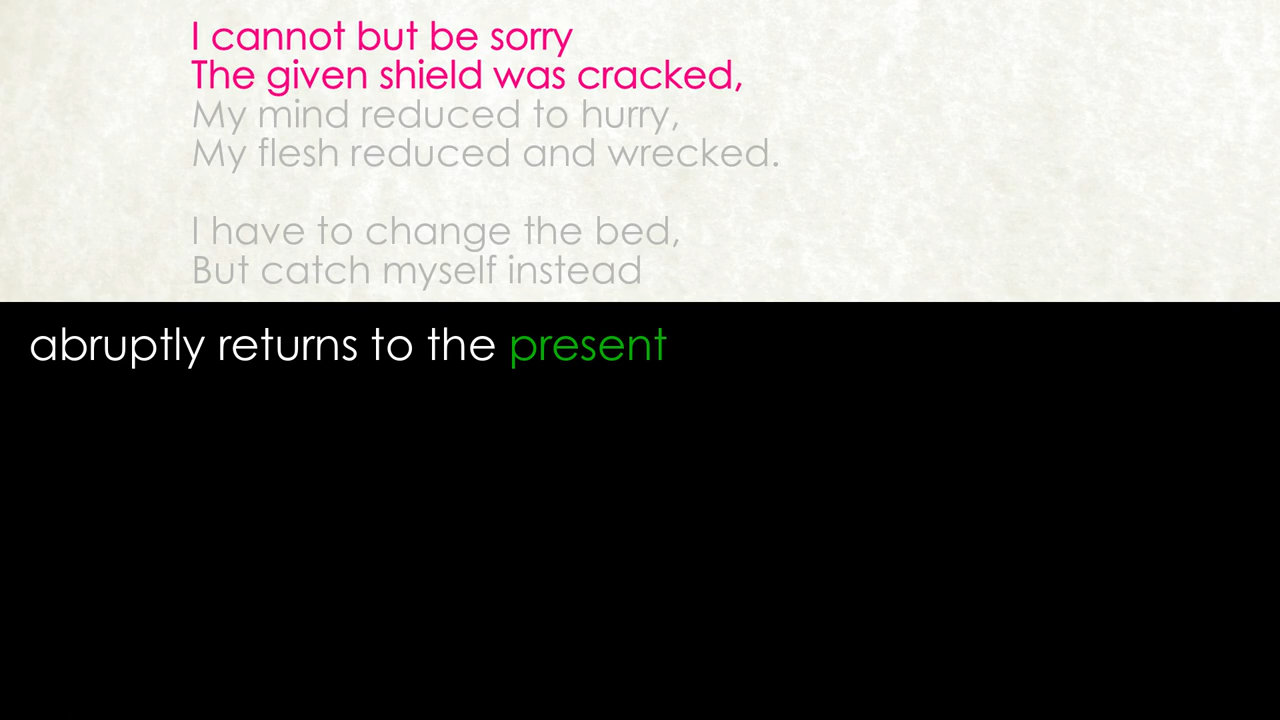 I cannot but be sorry
The given shield was cracked,
My mind reduced to hurry,
My flesh reduced and wrecked.
I have to change the bed,
But catch myself instead
abruptly returns to the present